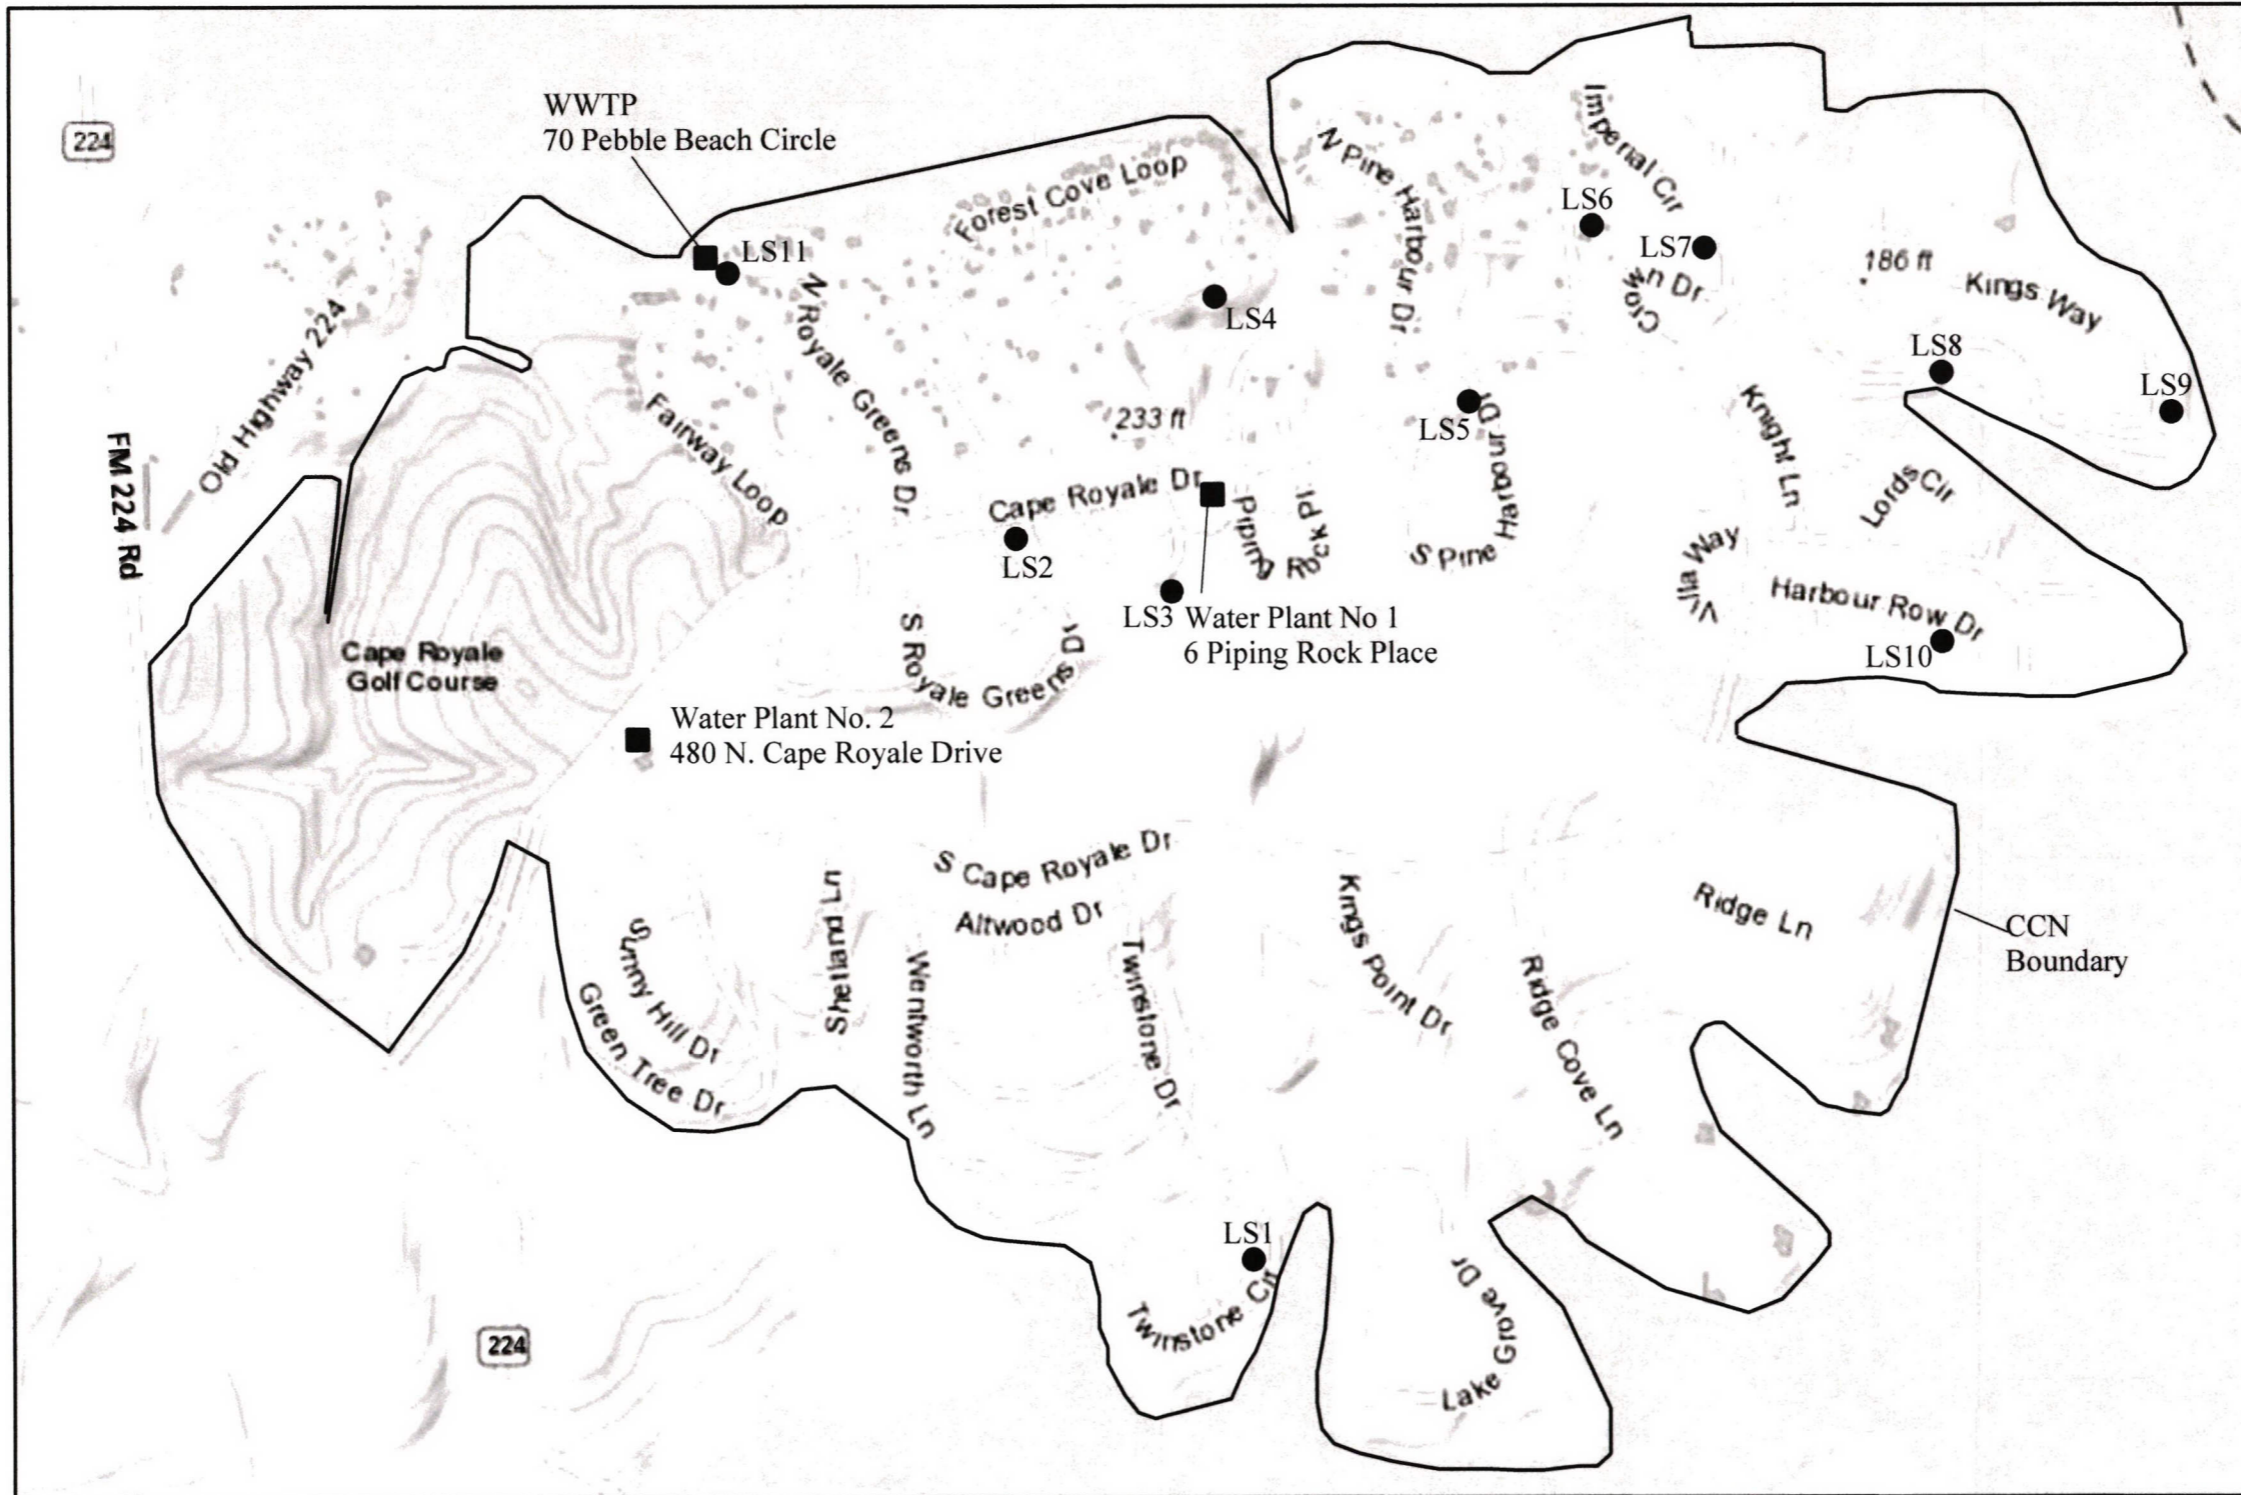 224
WWTP
70 Pebble Beach Circle
LS11
Forest Cove Loop
N Pine Harbour Dr
Imperial Cir
LS6
LS7
Crown Dr
186 ft
Kings Way
LS8
LS9
LS4
N Royale Greens Dr
Old Highway 224
FM 224 Rd
Fairway Loop
233 ft
LS5
S Pine Harbour Dr
Knight Ln
Lords Cir
Cape Royale Dr
Piping Rock Pl
LS2
LS3
Water Plant No 1
6 Piping Rock Place
Villa Way
Harbour Row Dr
LS10
S Royale Greens Dr
Cape Royale
Golf Course
Water Plant No. 2
480 N. Cape Royale Drive
S Cape Royale Dr
Altwood Dr
Shetland Ln
Wentworth Ln
Twinstone Dr
Sunny Hill Dr
Green Tree Dr
Kings Point Dr
Ridge Cove Ln
Ridge Ln
CCN
Boundary
LS1
Twinstone Cir
Lake Grove Dr
224